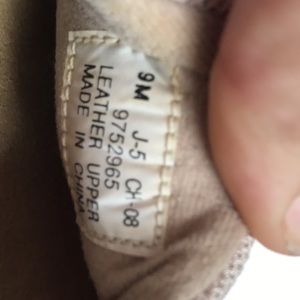 9M J-5 CH-08
9752965
LEATHER UPPER
MADE IN CHINA